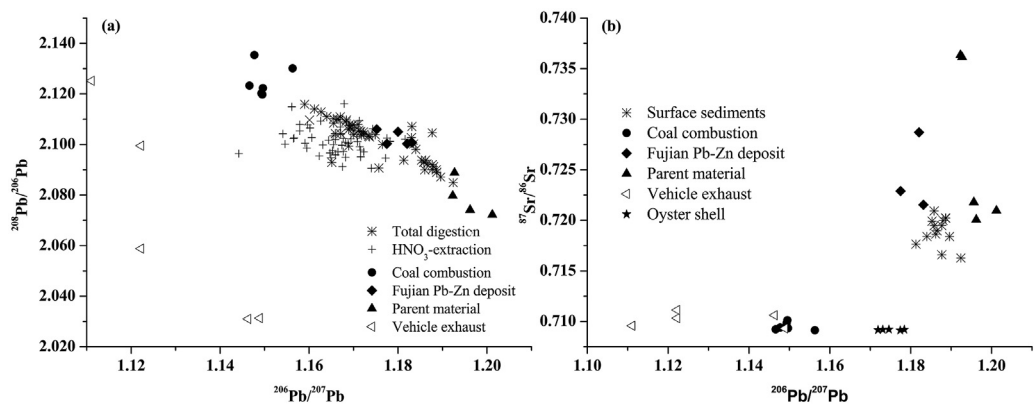 (a)
2.140
2.120
2.100
2.080
2.060
2.040
2.020
²⁰⁸Pb/²⁰⁶Pb
Total digestion
HNO₃-extraction
Coal combustion
Fujian Pb-Zn deposit
Parent material
Vehicle exhaust
1.12 1.14 1.16 1.18 1.20
²⁰⁶Pb/²⁰⁷Pb
(b)
0.740
0.735
0.730
0.725
0.720
0.715
0.710
⁸⁷Sr/⁸⁶Sr
Surface sediments
Coal combustion
Fujian Pb-Zn deposit
Parent material
Vehicle exhaust
Oyster shell
1.10 1.12 1.14 1.16 1.18 1.20
²⁰⁶Pb/²⁰⁷Pb